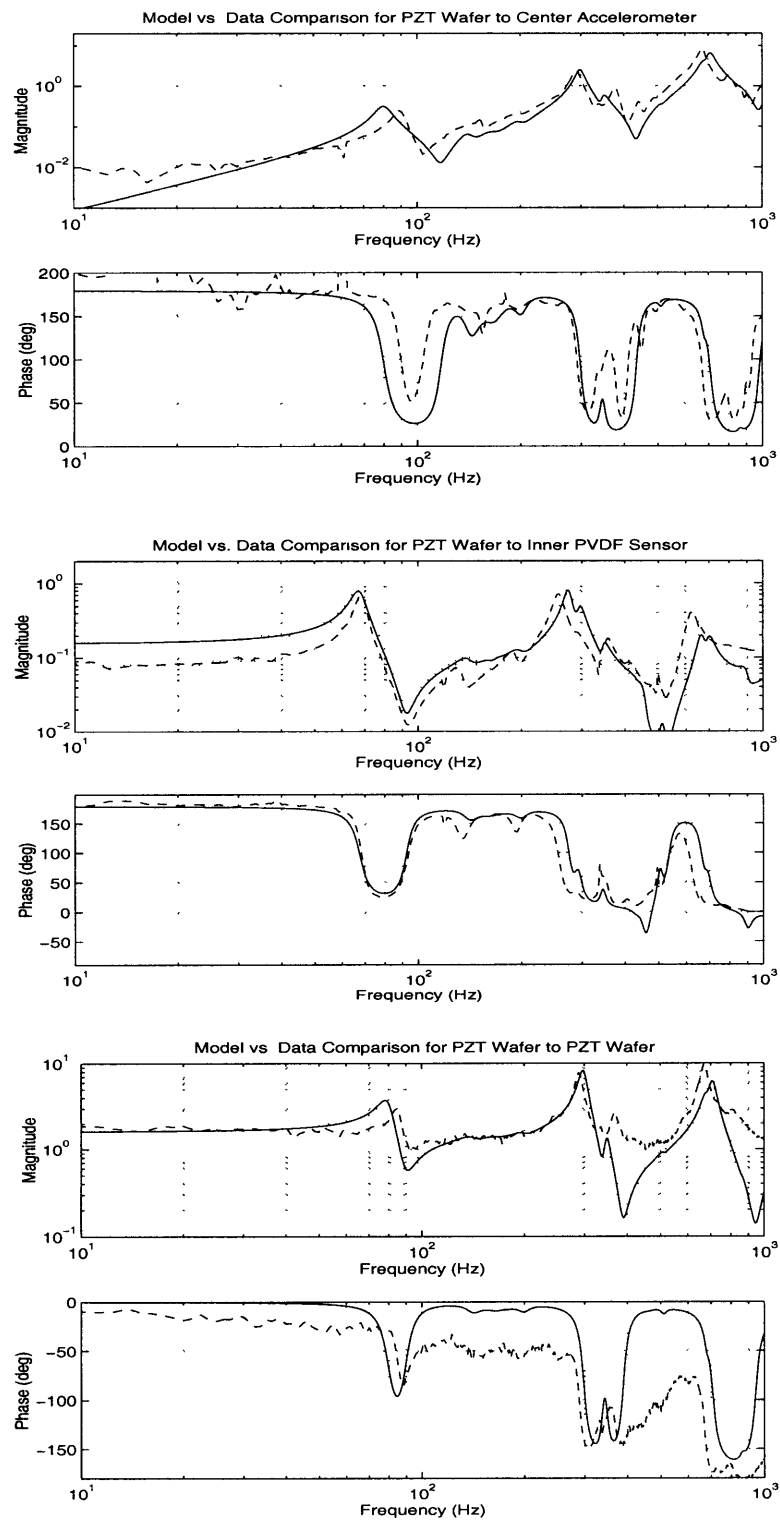 Model vs Data Comparison for PZT Wafer to Center Accelerometer
Magnitude
10^0
10^-2
10^1
10^2
10^3
Frequency (Hz)
Phase (deg)
200
150
100
50
0
10^1
10^2
10^3
Frequency (Hz)
Model vs. Data Comparison for PZT Wafer to Inner PVDF Sensor
Magnitude
10^0
10^-1
10^-2
10^1
10^2
10^3
Frequency (Hz)
Phase (deg)
150
100
50
0
-50
10^1
10^2
10^3
Frequency (Hz)
Model vs Data Comparison for PZT Wafer to PZT Wafer
Magnitude
10^1
10^0
10^-1
10^1
10^2
10^3
Frequency (Hz)
Phase (deg)
0
-50
-100
-150
10^1
10^2
10^3
Frequency (Hz)